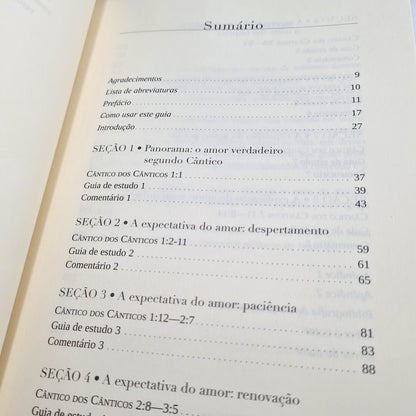 Sumário
Agradecimentos 9
Lista de abreviaturas 10
Prefácio 11
Como usar este guia 17
Introdução 27
SEÇÃO 1 • Panorama: o amor verdadeiro
segundo Cântico
CÂNTICO DOS CÂNTICOS 1:1 37
Guia de estudo 1 39
Comentário 1 43
SEÇÃO 2 • A expectativa do amor: despertamento
CÂNTICO DOS CÂNTICOS 1:2-11 59
Guia de estudo 2 61
Comentário 2 65
SEÇÃO 3 • A expectativa do amor: paciência
CÂNTICO DOS CÂNTICOS 1:12—2:7 81
Guia de estudo 3 83
Comentário 3 88
SEÇÃO 4 • A expectativa do amor: renovação
CÂNTICO DOS CÂNTICOS 2:8—3:5
Guia de estudo 4